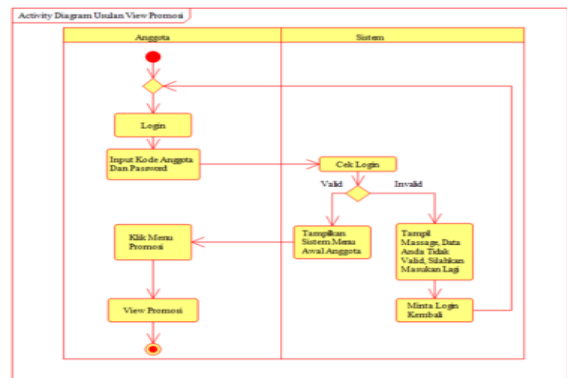 Activity Diagram Usulan View Promosi
Anggota
Sistem
Login
Input Kode Anggota
Dan Password
Cek Login
Valid
Invalid
Tampilkan
Sistem Menu
Awal Anggota
Tampil
Massage, Data
Anda Tidak
Valid, Silahkan
Masukan Lagi
Klik Menu
Promosi
Minta Login
Kembali
View Promosi